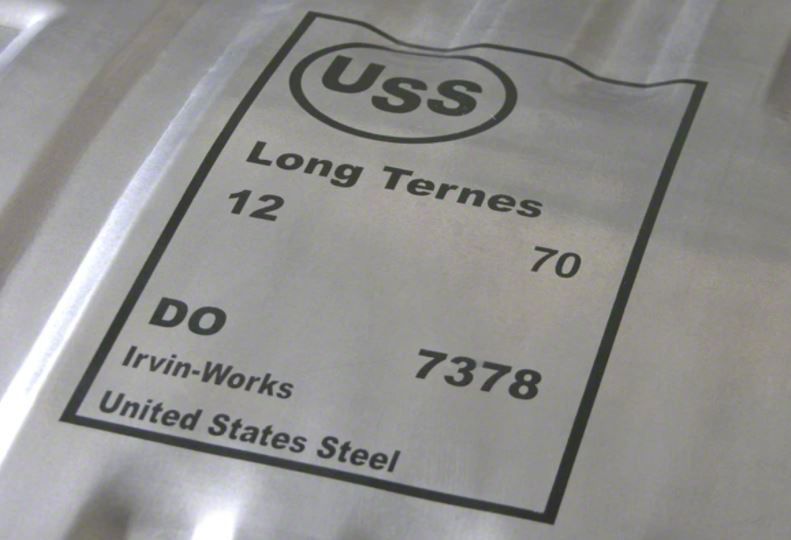 USS
Long Ternes
12
70
DO
7378
Irvin-Works
United States Steel